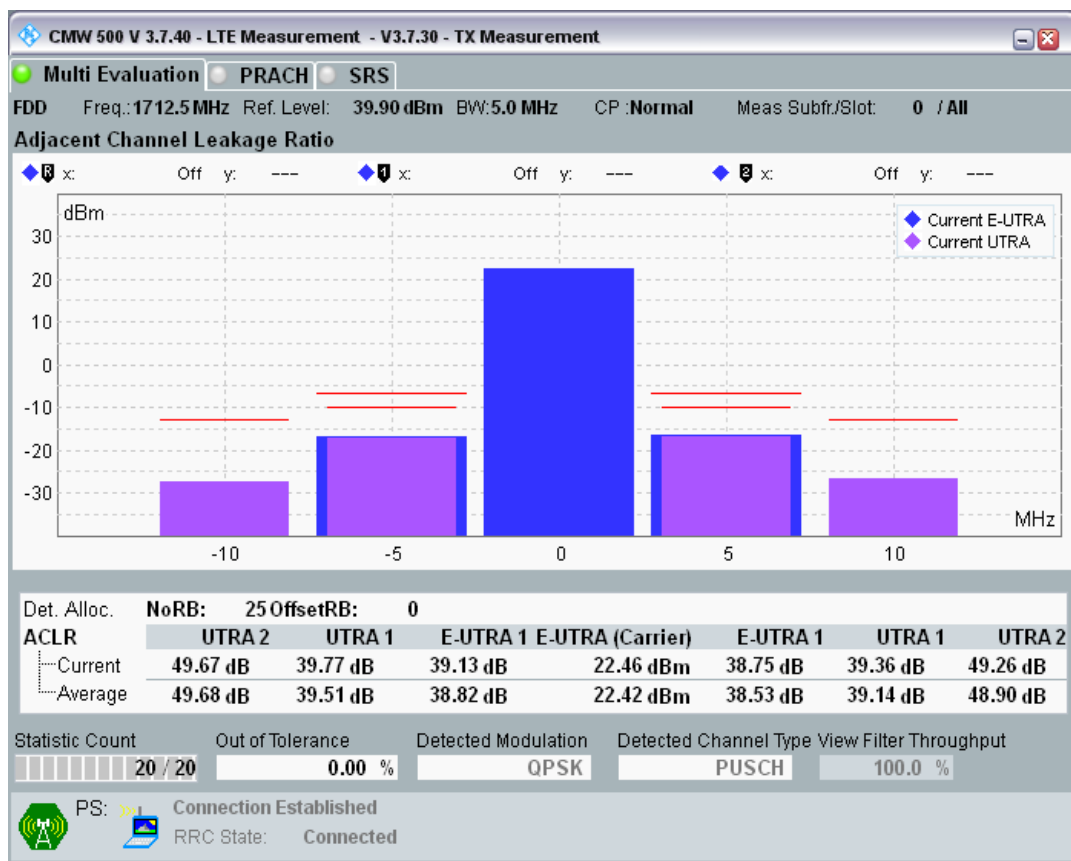 CMW 500 V 3.7.40 - LTE Measurement - V3.7.30 - TX Measurement
Multi Evaluation PRACH SRS
FDD Freq.: 1712.5 MHz Ref. Level: 39.90 dBm BW: 5.0 MHz CP : Normal Meas Subfr./Slot: 0 / All
Adjacent Channel Leakage Ratio
R x: Off y: --- 1 x: Off y: --- 2 x: Off y: ---
dBm
Current E-UTRA
Current UTRA
30
20
10
0
-10
-20
-30
MHz
-10 -5 0 5 10
Det. Alloc. NoRB: 25 OffsetRB: 0
ACLR UTRA 2 UTRA 1 E-UTRA 1 E-UTRA (Carrier) E-UTRA 1 UTRA 1 UTRA 2
Current 49.67 dB 39.77 dB 39.13 dB 22.46 dBm 38.75 dB 39.36 dB 49.26 dB
Average 49.68 dB 39.51 dB 38.82 dB 22.42 dBm 38.53 dB 39.14 dB 48.90 dB
Statistic Count Out of Tolerance Detected Modulation Detected Channel Type View Filter Throughput
20 / 20 0.00 % QPSK PUSCH 100.0 %
PS: Connection Established
RRC State: Connected